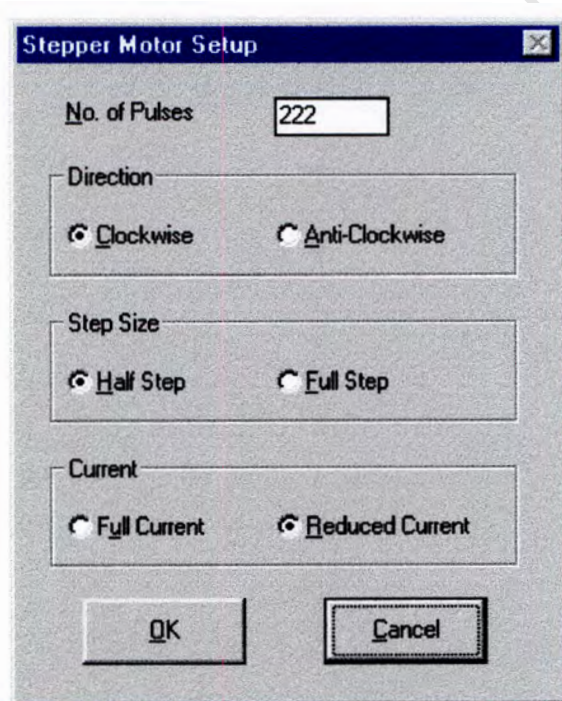 Stepper Motor Setup
No. of Pulses 222
Direction
Clockwise Anti-Clockwise
Step Size
Half Step Full Step
Current
Full Current Reduced Current
OK Cancel